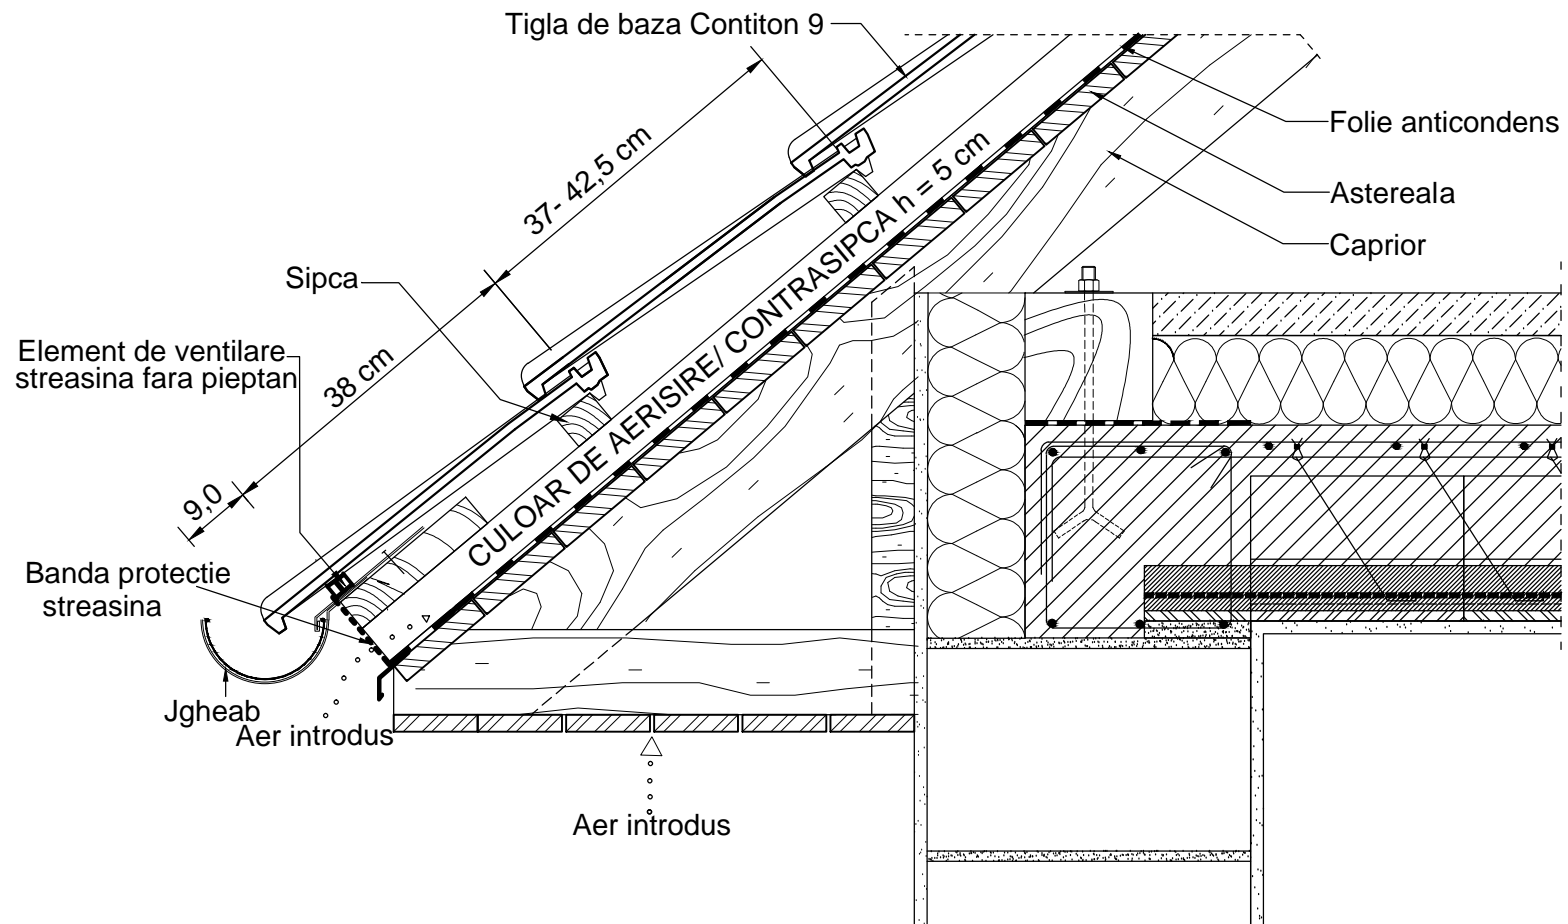 Tigla de baza Contiton 9
Folie anticondens
37- 42,5 cm
Astereala
Caprior
Sipca
CULOAR DE AERISIRE/ CONTRASIPCA h = 5 cm
Element de ventilare
streasina fara pieptan
38 cm
9,0
Banda protectie
streasina
Jgheab
Aer introdus
Aer introdus